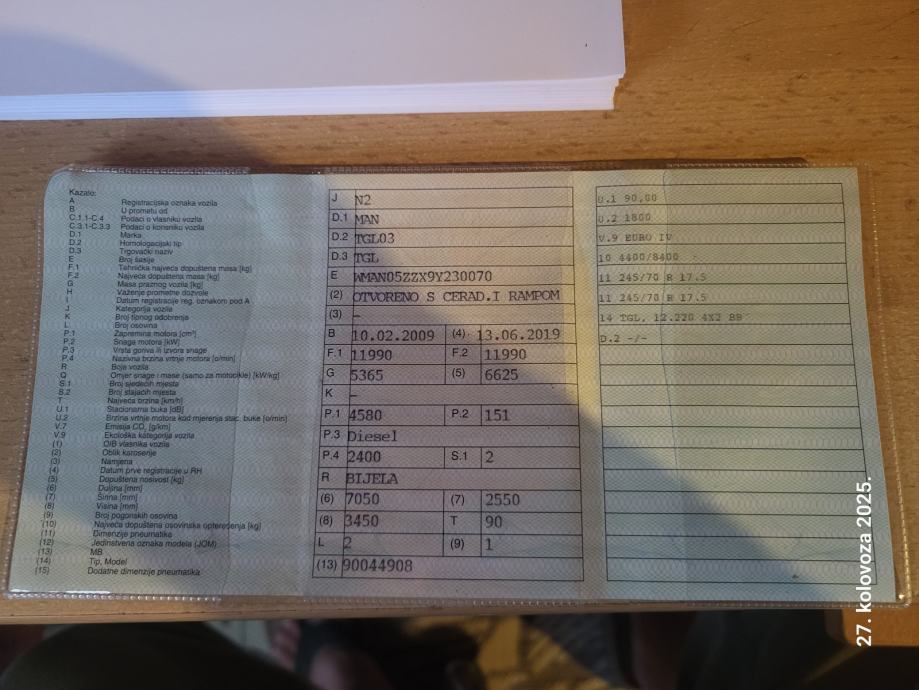 Kazalo:
A Registracijska oznaka vozila
B U prometu od
C.1.1-C.4 Podaci o vlasniku vozila
C.3.1-C.3.3 Podaci o korisniku vozila
D.1 Marka
D.2 Homologacijski tip
D.3 Trgovački naziv
E Broj šasije
F.1 Tehnička najveća dopuštena masa [kg]
F.2 Najveća dopuštena masa [kg]
G Masa praznog vozila [kg]
H Važenje prometne dozvole
I Datum registracije reg. oznakom pod A
J Kategorija vozila
K Broj tipnog odobrenja
L Broj osovina
P.1 Zapremina motora [cm³]
P.2 Snaga motora [kW]
P.3 Vrsta goriva ili izvora snage
P.4 Nazivna brzina vrtnje motora [o/min]
R Boja vozila
Q Omjer snage i mase (samo za motocikle) [kW/kg]
S.1 Broj sjedećih mjesta
S.2 Broj stajaćih mjesta
T Najveća brzina [km/h]
U.1 Stacionarna buka [dB]
U.2 Brzina vrtnje motora kod mjerenja stac. buke [o/min]
V.7 Emisija CO₂ [g/km]
V.9 Ekološka kategorija vozila
(1) OIB vlasnika vozila
(2) Oblik karoserije
(3) Namjena
(4) Datum prve registracije u RH
(5) Dopuštena nosivost [kg]
(6) Duljina [mm]
(7) Širina [mm]
(8) Visina [mm]
(9) Broj pogonskih osovina
(10) Najveća dopuštena osovinska opterećenja [kg]
(11) Dimenzije pneumatika
(12) Jedinstvena oznaka modela (JOM)
(13) MB
(14) Tip, Model
(15) Dodatne dimenzije pneumatika
J N2
D.1 MAN
D.2 TGL03
D.3 TGL
E WMAN05ZZX9Y230070
(2) OTVORENO S CERAD.I RAMPOM
(3) –
B 10.02.2009 (4) 13.06.2019
F.1 11990 F.2 11990
G 5365 (5) 6625
K –
P.1 4580 P.2 151
P.3 Diesel
P.4 2400 S.1 2
R BIJELA
(6) 7050 (7) 2550
(8) 3450 T 90
L 2 (9) 1
(13) 90044908
U.1 90,00
U.2 1800
V.9 EURO IV
10 4400/8400
11 245/70 R 17.5
11 245/70 R 17.5
14 TGL, 12.220 4X2 BB
D.2 -/-
27. kolovoza 2025.